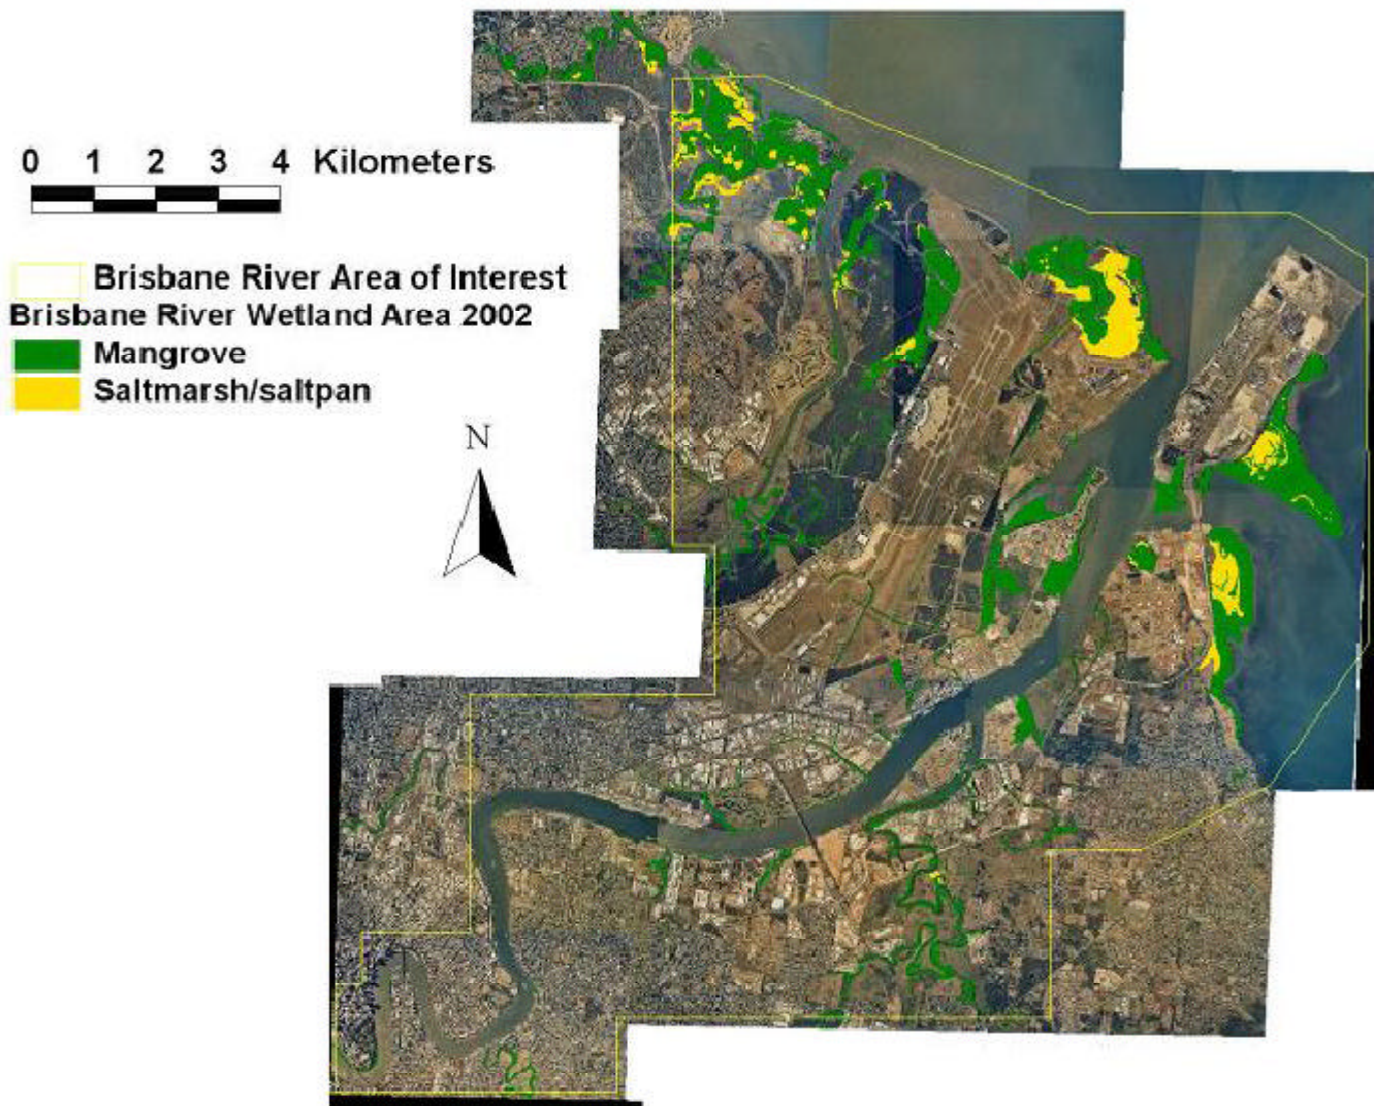 0 1 2 3 4 Kilometers
Brisbane River Area of Interest
Brisbane River Wetland Area 2002
Mangrove
Saltmarsh/saltpan
N